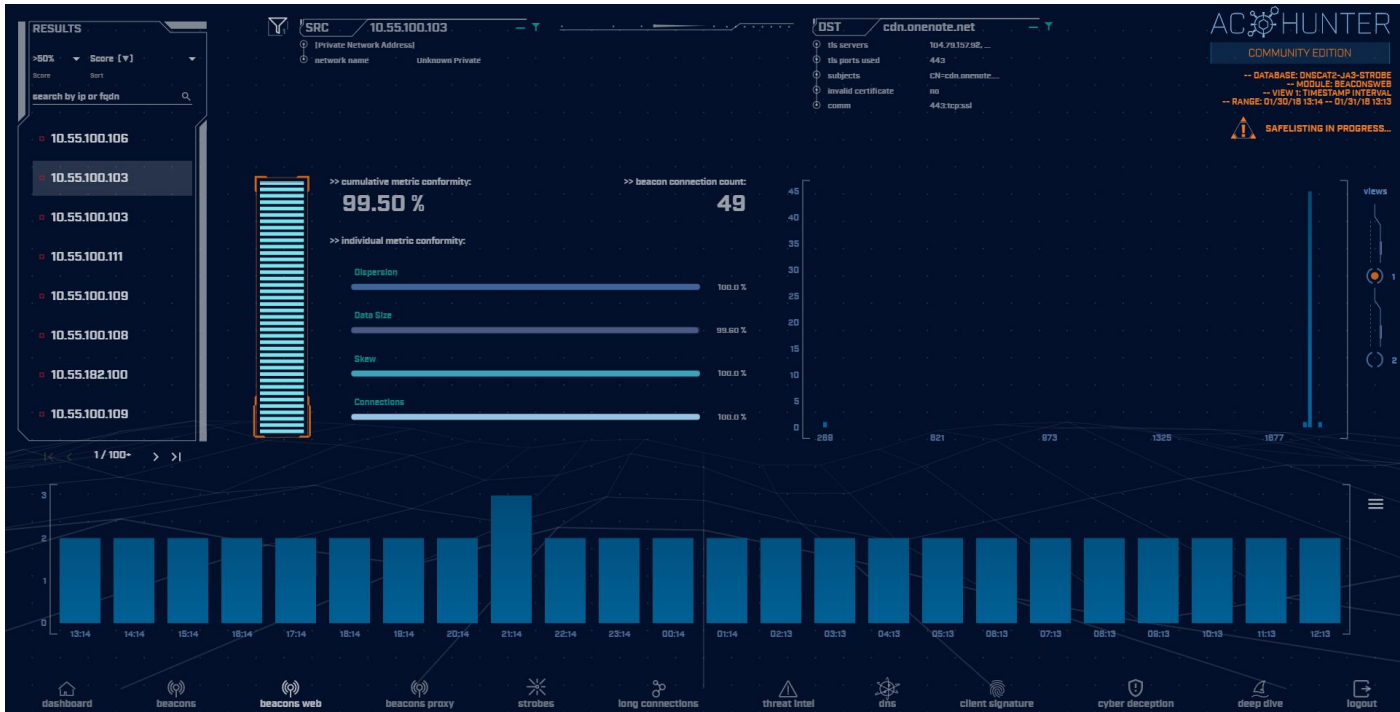 RESULTS
>50% Score [▼]
Score Sort
search by ip or fqdn
10.55.100.106
10.55.100.103
10.55.100.103
10.55.100.111
10.55.100.109
10.55.100.108
10.55.182.100
10.55.100.109
1 / 100+
SRC 10.55.100.103
[Private Network Address]
network name Unknown Private
DST cdn.onenote.net
tls servers 104.79.157.92, ...
tls ports used 443
subjects CN=cdn.onenote....
invalid certificate no
comm 443:tcp:ssl
AC HUNTER
COMMUNITY EDITION
-- DATABASE: DNSCAT2-JA3-STROBE
-- MODULE: BEACONSWEB
-- VIEW 1: TIMESTAMP INTERVAL
-- RANGE: 01/30/18 13:14 -- 01/31/18 13:13
SAFELISTING IN PROGRESS...
>> cumulative metric conformity:
99.50 %
>> beacon connection count:
49
>> individual metric conformity:
Dispersion
100.0 %
Data Size
99.60 %
Skew
100.0 %
Connections
100.0 %
45
40
35
30
25
20
15
10
5
0
269 621 973 1325 1677
views
1
2
3
2
1
0
13:14 14:14 15:14 16:14 17:14 18:14 19:14 20:14 21:14 22:14 23:14 00:14 01:14 02:13 03:13 04:13 05:13 06:13 07:13 08:13 09:13 10:13 11:13 12:13
dashboard beacons beacons web beacons proxy strobes long connections threat intel dns client signature cyber deception deep dive logout